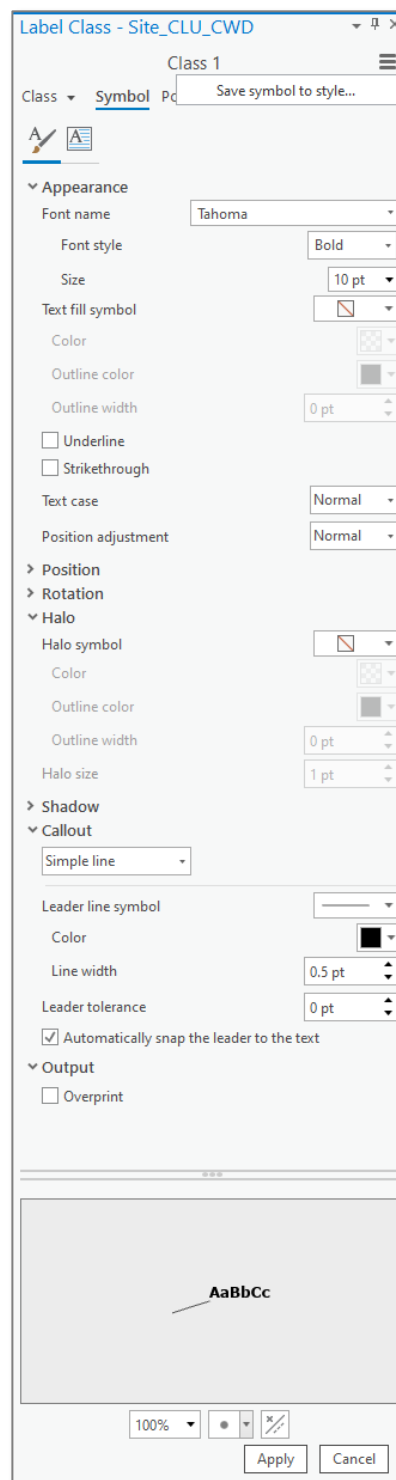 Label Class - Site_CLU_CWD
Class 1
Class Symbol Save symbol to style...
Appearance
Font name Tahoma
Font style Bold
Size 10 pt
Text fill symbol
Color
Outline color
Outline width 0 pt
Underline
Strikethrough
Text case Normal
Position adjustment Normal
Position
Rotation
Halo
Halo symbol
Color
Outline color
Outline width 0 pt
Halo size 1 pt
Shadow
Callout
Simple line
Leader line symbol
Color
Line width 0.5 pt
Leader tolerance 0 pt
Automatically snap the leader to the text
Output
Overprint
AaBbCc
100%
Apply Cancel